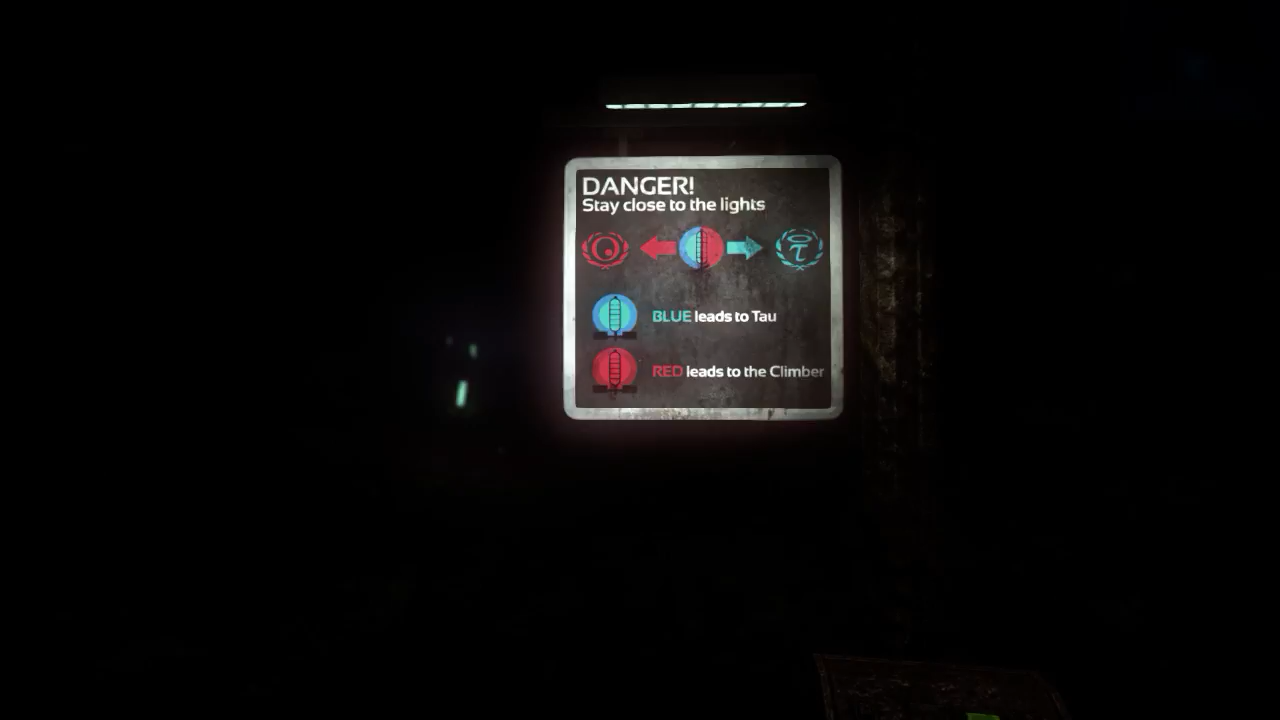 DANGER!
Stay close to the lights
τ
BLUE leads to Tau
RED leads to the Climber